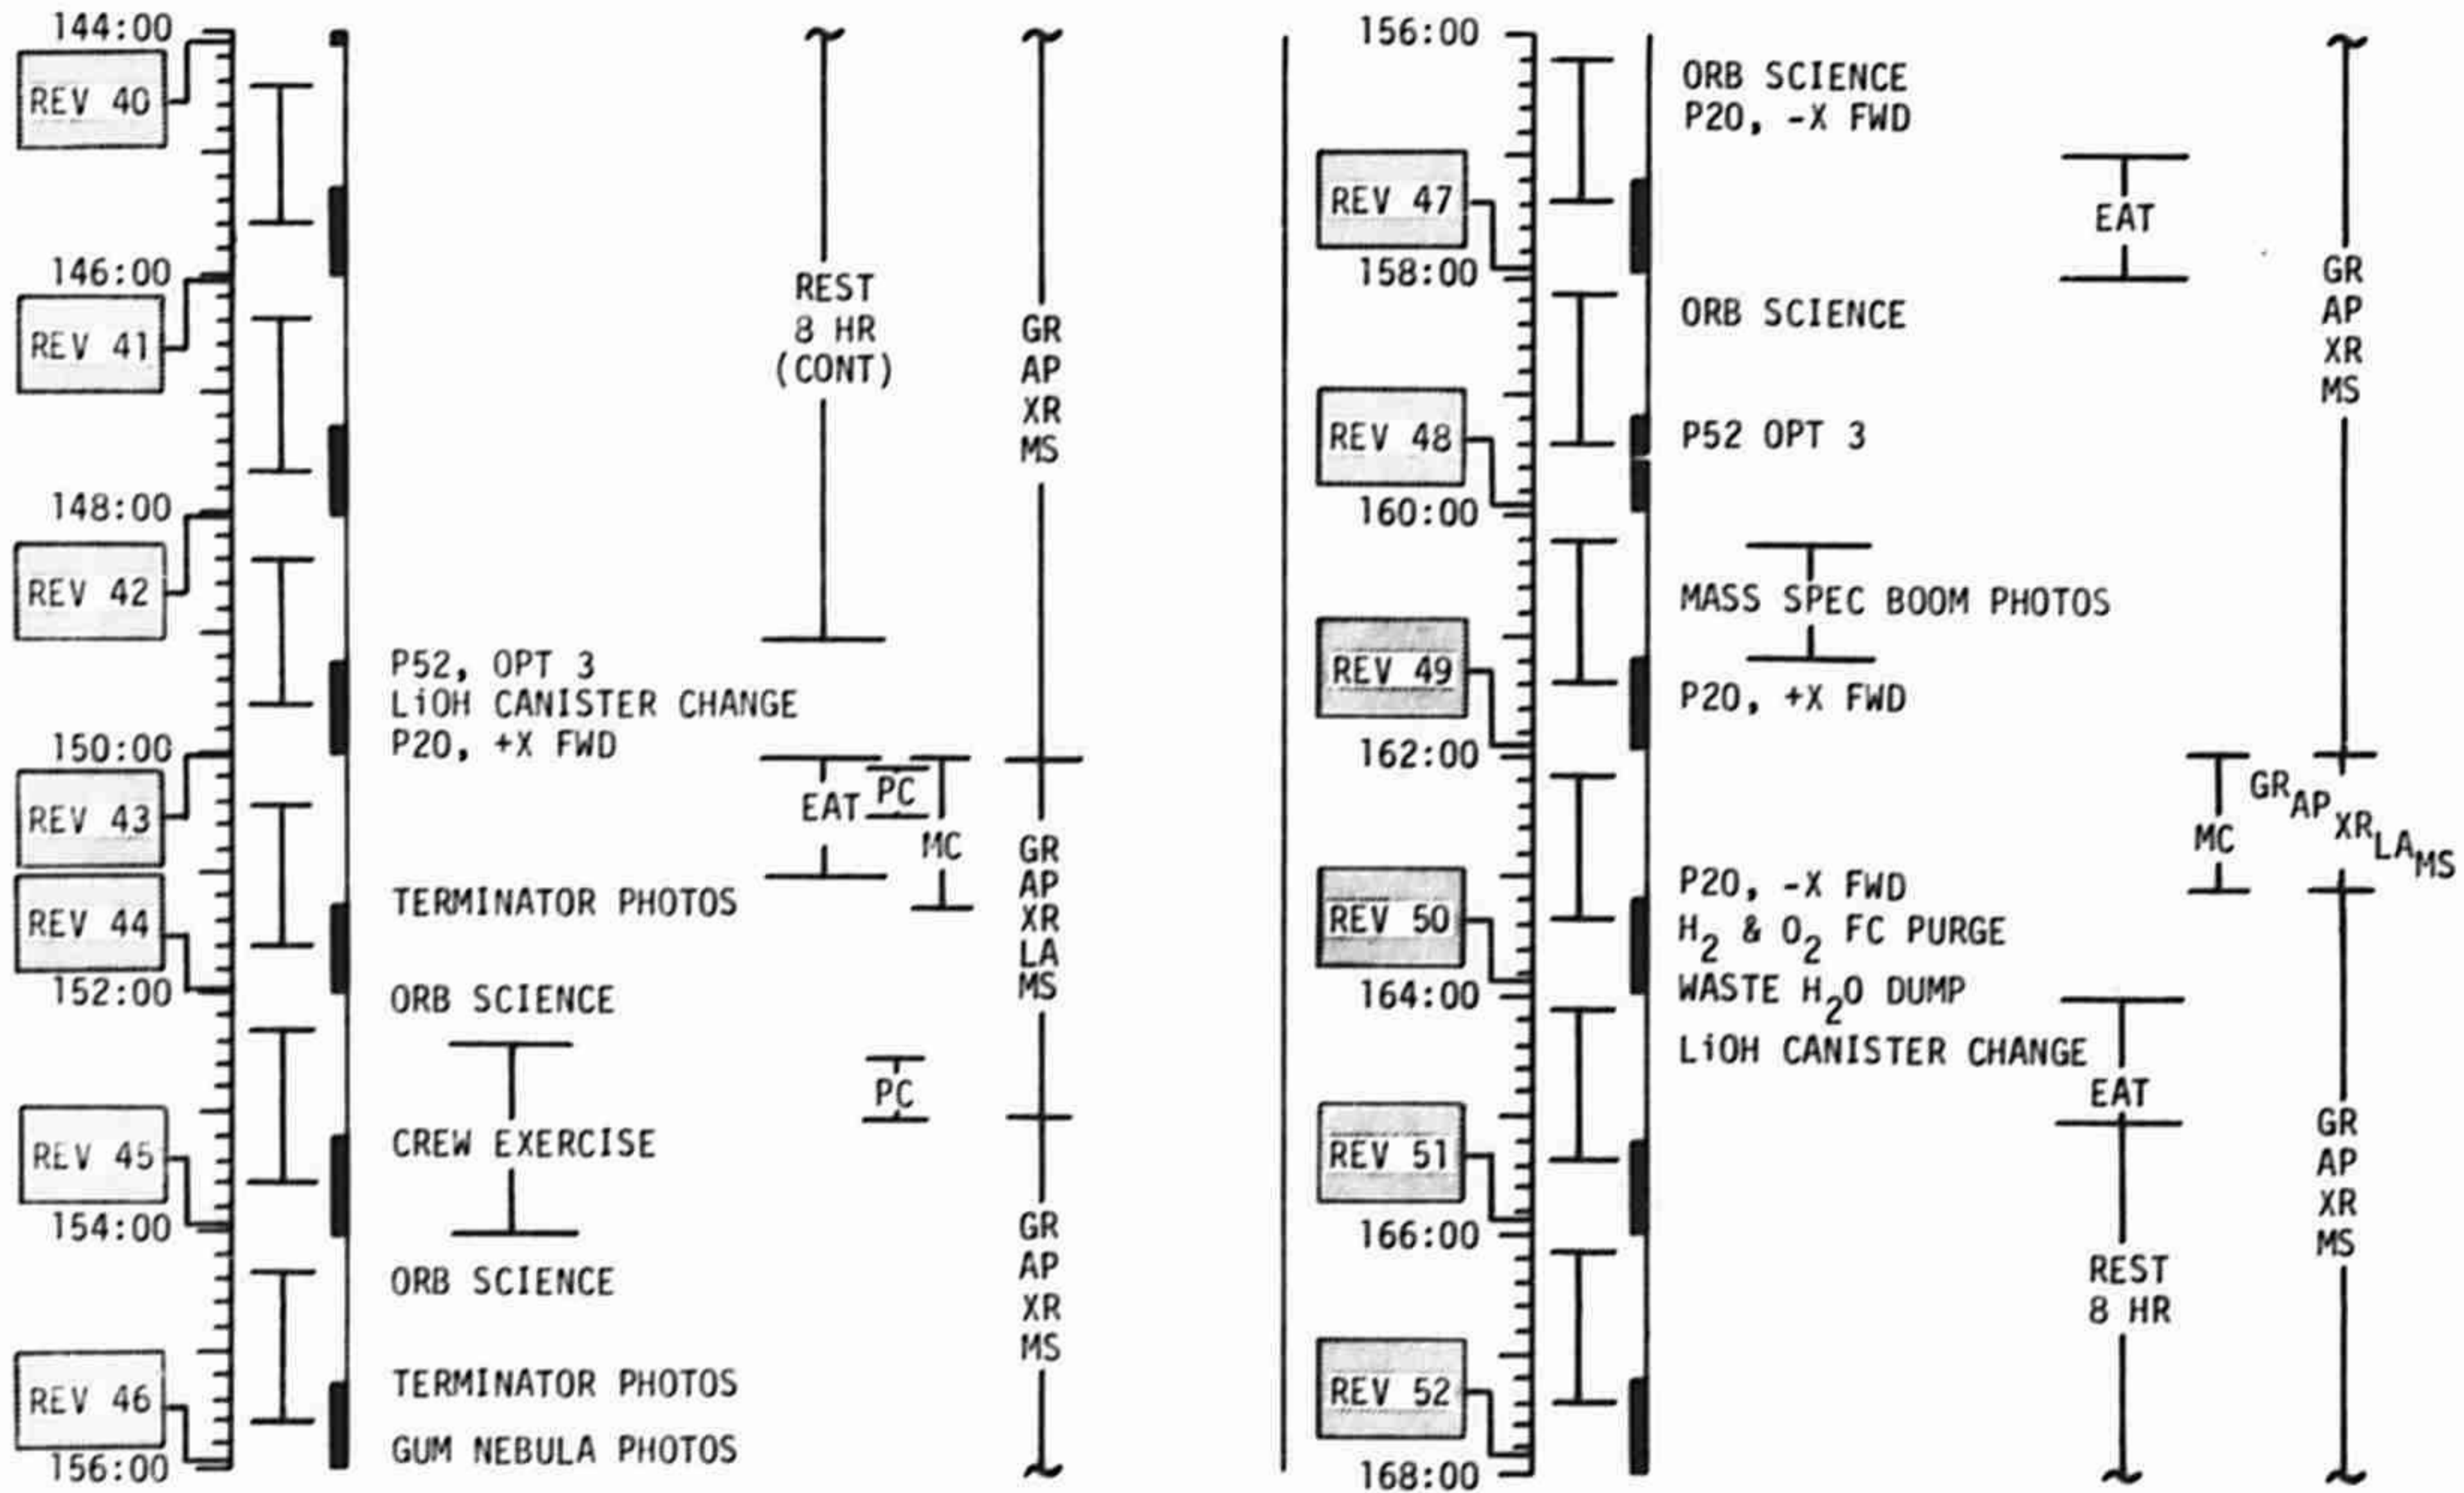 144:00
REV 40
146:00
REV 41
148:00
REV 42
150:00
REV 43
REV 44
152:00
REV 45
154:00
REV 46
156:00
P52, OPT 3
LiOH CANISTER CHANGE
P20, +X FWD
TERMINATOR PHOTOS
ORB SCIENCE
CREW EXERCISE
ORB SCIENCE
TERMINATOR PHOTOS
GUM NEBULA PHOTOS
REST
8 HR
(CONT)
EAT
PC
MC
PC
GR
AP
XR
MS
GR
AP
XR
LA
MS
GR
AP
XR
MS
156:00
REV 47
158:00
REV 48
160:00
REV 49
162:00
REV 50
164:00
REV 51
166:00
REV 52
168:00
ORB SCIENCE
P20, -X FWD
ORB SCIENCE
P52 OPT 3
MASS SPEC BOOM PHOTOS
P20, +X FWD
P20, -X FWD
H2 & O2 FC PURGE
WASTE H2O DUMP
LiOH CANISTER CHANGE
EAT
EAT
REST
8 HR
MC
GR
AP
XR
MS
GR AP XR LA MS
GR
AP
XR
MS